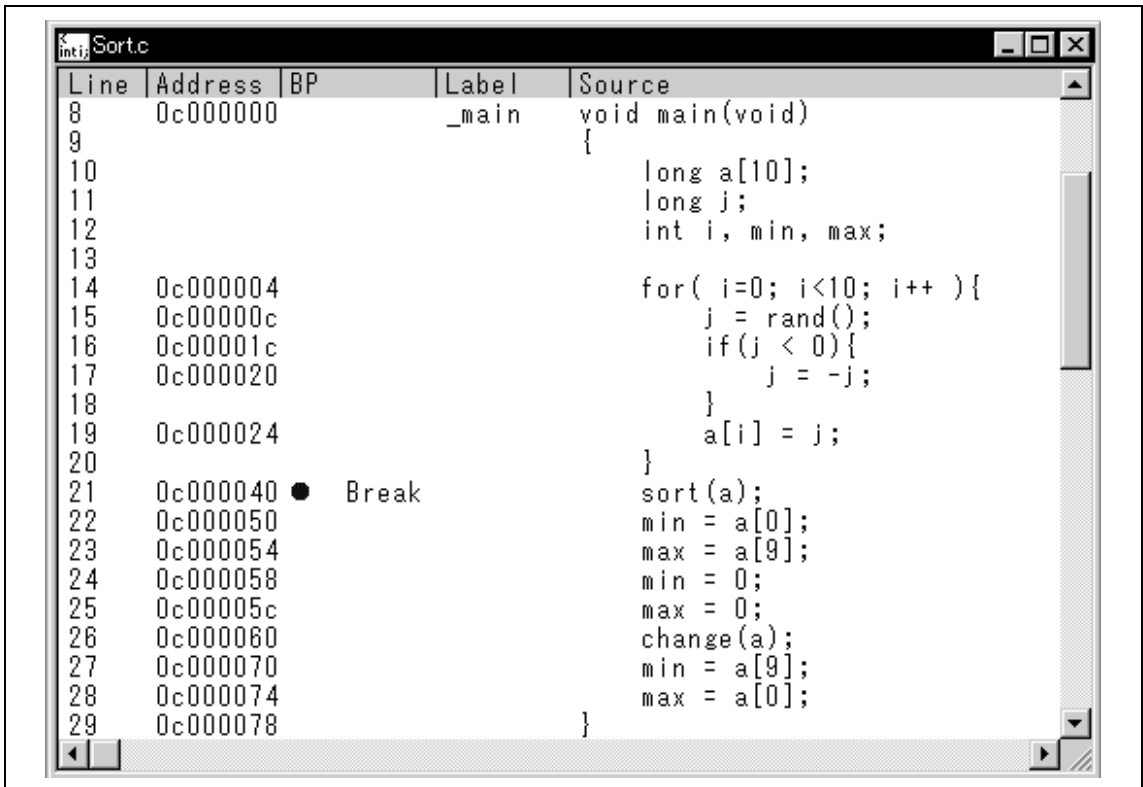 < inti; Sort.c
Line |Address |BP |Label |Source
8 0c000000 _main void main(void)
9 {
10 long a[10];
11 long j;
12 int i, min, max;
13
14 0c000004 for( i=0; i<10; i++ ){
15 0c00000c j = rand();
16 0c00001c if(j < 0){
17 0c000020 j = -j;
18 }
19 0c000024 a[i] = j;
20 }
21 0c000040 ● Break sort(a);
22 0c000050 min = a[0];
23 0c000054 max = a[9];
24 0c000058 min = 0;
25 0c00005c max = 0;
26 0c000060 change(a);
27 0c000070 min = a[9];
28 0c000074 max = a[0];
29 0c000078 }